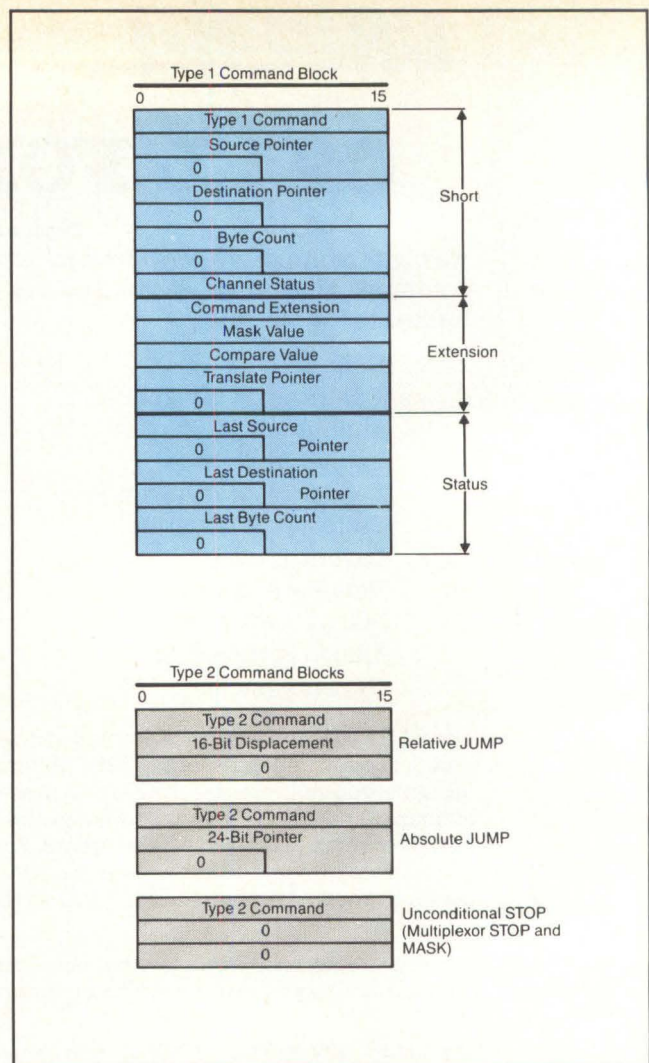 Type 1 Command Block
0 15
Type 1 Command
Source Pointer
0
Destination Pointer
0
Byte Count
0
Channel Status
Short
Command Extension
Mask Value
Compare Value
Translate Pointer
0
Extension
Last Source
0 Pointer
Last Destination
0 Pointer
Last Byte Count
0
Status
Type 2 Command Blocks
0 15
Type 2 Command
16-Bit Displacement
0
Relative JUMP
Type 2 Command
24-Bit Pointer
0
Absolute JUMP
Type 2 Command
0
0
Unconditional STOP
(Multiplexor STOP and
MASK)